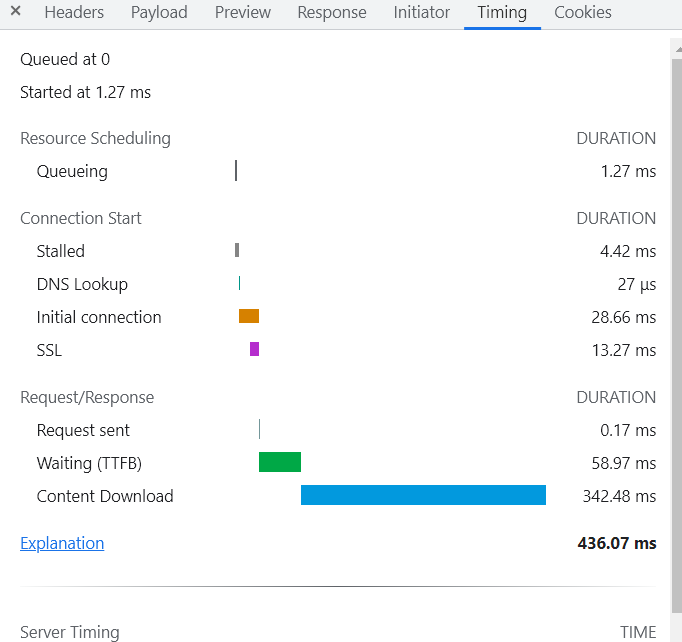 × Headers Payload Preview Response Initiator Timing Cookies
Queued at 0
Started at 1.27 ms
Resource Scheduling DURATION
Queueing 1.27 ms
Connection Start DURATION
Stalled 4.42 ms
DNS Lookup 27 μs
Initial connection 28.66 ms
SSL 13.27 ms
Request/Response DURATION
Request sent 0.17 ms
Waiting (TTFB) 58.97 ms
Content Download 342.48 ms
Explanation 436.07 ms
Server Timing TIME